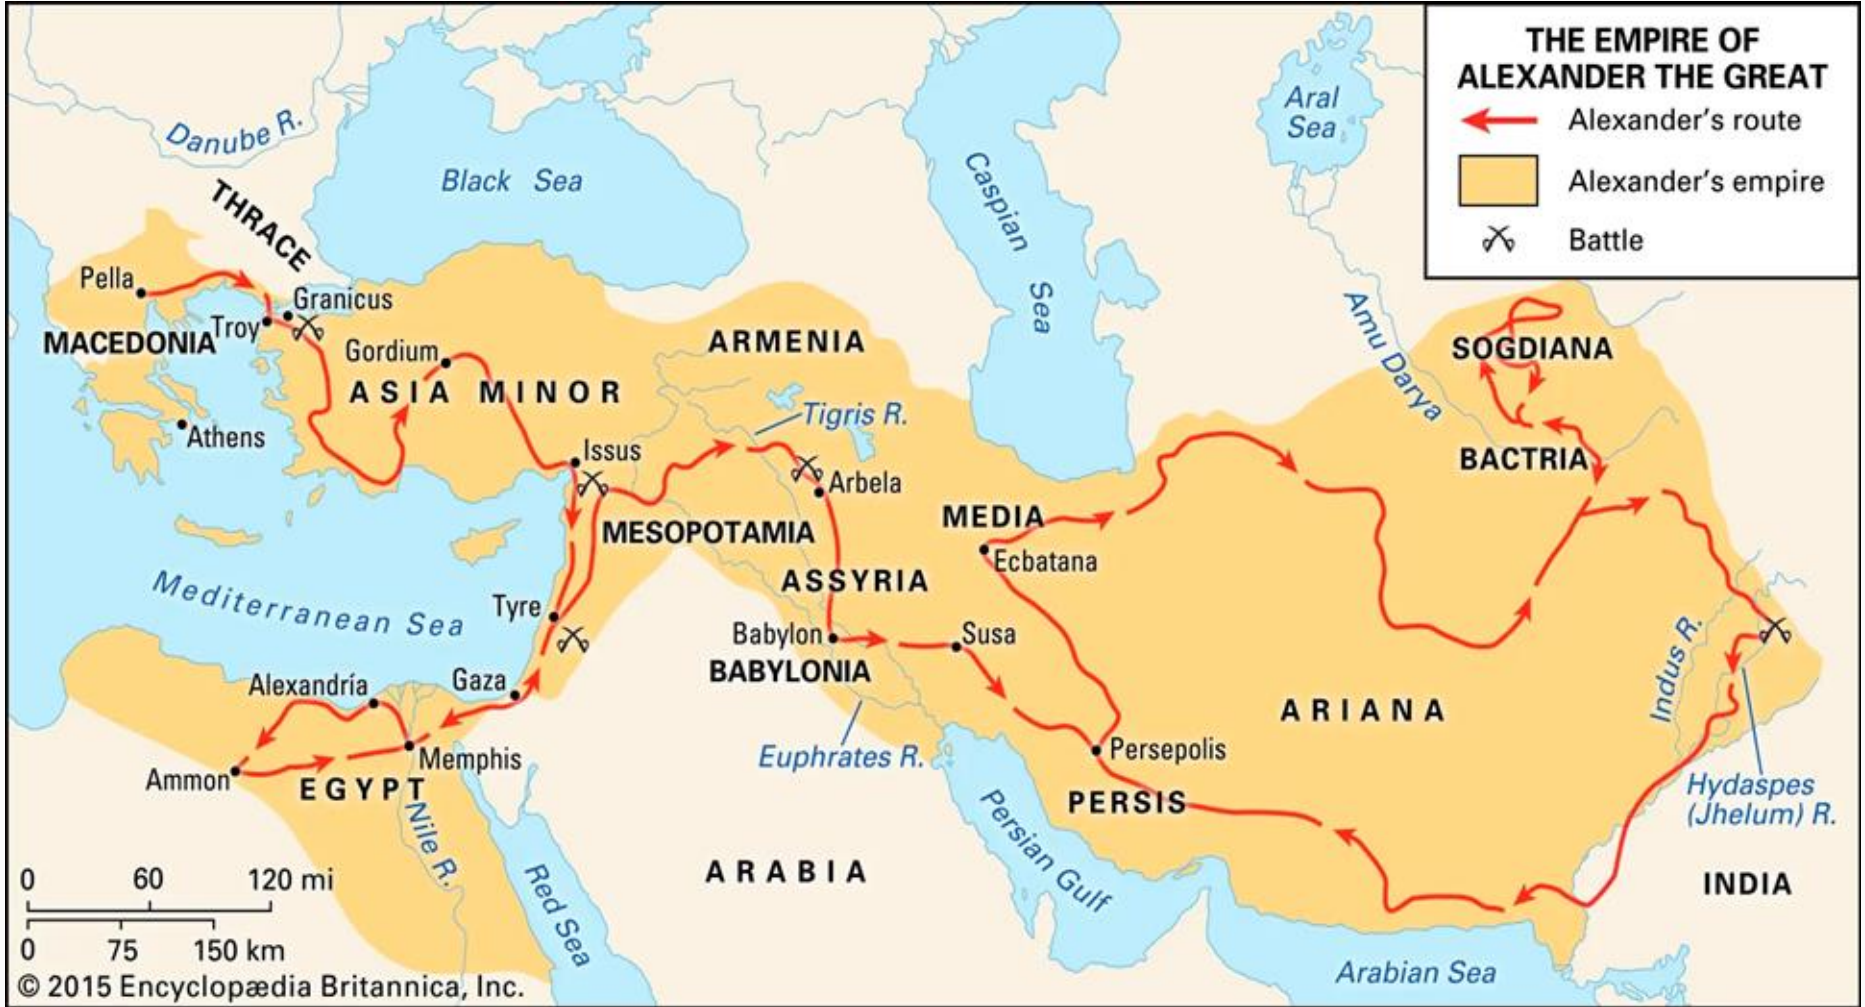 THE EMPIRE OF
ALEXANDER THE GREAT
Alexander's route
Alexander's empire
Battle
Danube R.
Black Sea
Caspian Sea
Aral
Sea
THRACE
Pella
Granicus
MACEDONIA
Troy
Gordium
ARMENIA
Amu Darya
SOGDIANA
ASIA MINOR
Tigris R.
Athens
Issus
BACTRIA
Arbela
MEDIA
MESOPOTAMIA
Ecbatana
ASSYRIA
Mediterranean Sea
Tyre
Babylon
Susa
BABYLONIA
Indus R.
Alexandría
Gaza
ARIANA
Persepolis
Euphrates R.
Memphis
Ammon
EGYPT
PERSIS
Hydaspes
(Jhelum) R.
Nile R.
Persian Gulf
ARABIA
INDIA
Red Sea
Arabian Sea
0 60 120 mi
0 75 150 km
© 2015 Encyclopædia Britannica, Inc.